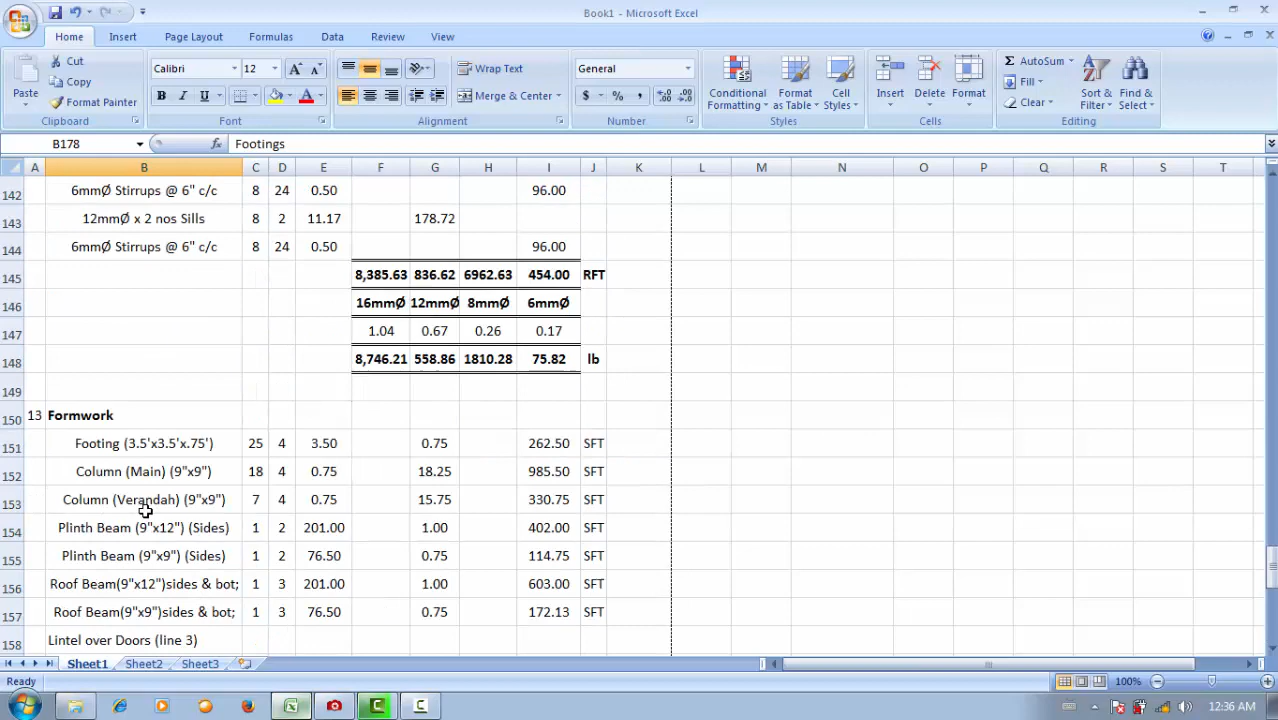 Book1 - Microsoft Excel
Home Insert Page Layout Formulas Data Review View
Paste Cut Copy Format Painter
Calibri 12
Wrap Text
Merge & Center
General
Conditional Formatting Format as Table Cell Styles
Insert Delete Format
AutoSum Fill Clear
Sort & Filter Find & Select
Clipboard Font Alignment Number Styles Cells Editing
B178 fx Footings
A B C D E F G H I J K L M N O P Q R S T
142 6mmØ Stirrups @ 6" c/c 8 24 0.50 96.00
143 12mmØ x 2 nos Sills 8 2 11.17 178.72
144 6mmØ Stirrups @ 6" c/c 8 24 0.50 96.00
145 8,385.63 836.62 6962.63 454.00 RFT
146 16mmØ 12mmØ 8mmØ 6mmØ
147 1.04 0.67 0.26 0.17
148 8,746.21 558.86 1810.28 75.82 lb
149
150 13 Formwork
151 Footing (3.5'x3.5'x.75') 25 4 3.50 0.75 262.50 SFT
152 Column (Main) (9"x9") 18 4 0.75 18.25 985.50 SFT
153 Column (Verandah) (9"x9") 7 4 0.75 15.75 330.75 SFT
154 Plinth Beam (9"x12") (Sides) 1 2 201.00 1.00 402.00 SFT
155 Plinth Beam (9"x9") (Sides) 1 2 76.50 0.75 114.75 SFT
156 Roof Beam(9"x12")sides & bot; 1 3 201.00 1.00 603.00 SFT
157 Roof Beam(9"x9")sides & bot; 1 3 76.50 0.75 172.13 SFT
158 Lintel over Doors (line 3)
Sheet1 Sheet2 Sheet3
Ready 100%
12:36 AM